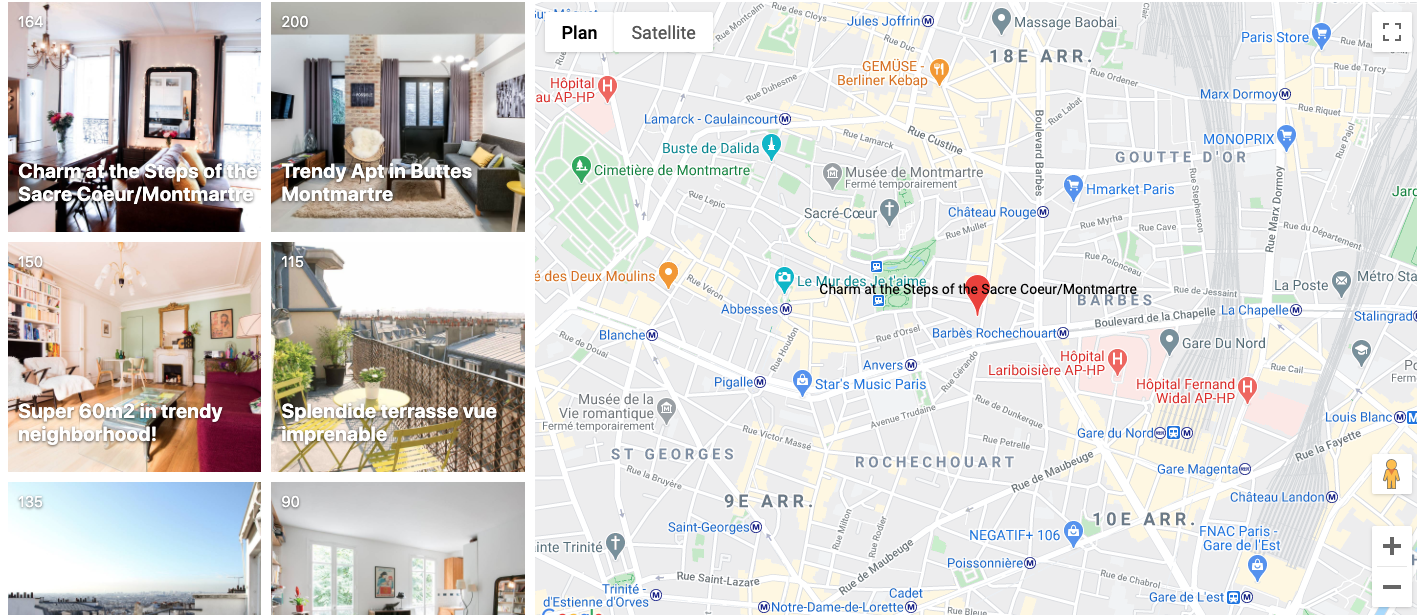 164
Charm at the Steps of the
Sacre Coeur/Montmartre
200
Trendy Apt in Buttes
Montmartre
150
Super 60m2 in trendy
neighborhood!
115
Splendide terrasse vue
imprenable
135
90
Plan
Satellite
Rue Montcalm
Jules Joffrin
Massage Baobai
18E ARR.
Paris Store
Rue Duc
GEMÜSE -
Berliner Kebap
Rue de Torcy
Rue Ordener
Hôpital
au AP-HP
Rue Duhesme
Marx Dormoy
Rue Riquet
Rue Labat
Boulevard Barbès
Lamarck - Caulaincourt
Rue Lamarck
Rue Custine
MONOPRIX
Rue Pajol
Buste de Dalida
GOUTTE D'OR
Cimetière de Montmartre
Musée de Montmartre
Fermé temporairement
Hmarket Paris
Rue Stephenson
Rue Marx Dormoy
Rue Lepic
Sacré-Cœur
Château Rouge
Rue Muller
Rue Myrha
Rue Cave
Rue du Département
Rue Polonceau
é des Deux Moulins
Le Mur des Je t'aime
Charm at the Steps of the Sacre Coeur/Montmartre
Rue Véron
BARBÈS
Rue de Jessaint
La Poste
Métro Sta
Abbesses
Boulevard de la Chapelle
La Chapelle
Stalingrad
Blanche
Rue de Douai
Rue Houdon
Rue d'Orsel
Barbès Rochechouart
Gare Du Nord
Anvers
Rue Gérando
Hôpital
Lariboisière AP-HP
Rue Cail
Pigalle
Star's Music Paris
Hôpital Fernand
Widal AP-HP
Musée de la
Vie romantique
Fermé temporairement
Avenue Trudaine
Rue de Dunkerque
Louis Blanc
Rue Victor Massé
Rue Petrelle
Gare du Nord
Rue la Fayette
ST GEORGES
ROCHECHOUART
Rue de Maubeuge
Gare Magenta
Rue la Bruyère
9E ARR.
Château Landon
Rue Milton
Rue Rodier
Saint-Georges
10E ARR.
NEGATIF+ 106
FNAC Paris -
Gare de l'Est
inte Trinité
Rue de Maubeuge
Poissonnière
Rue Saint-Lazare
Trinité -
d'Estienne d'Orves
Cadet
Notre-Dame-de-Lorette
Gare de L'est